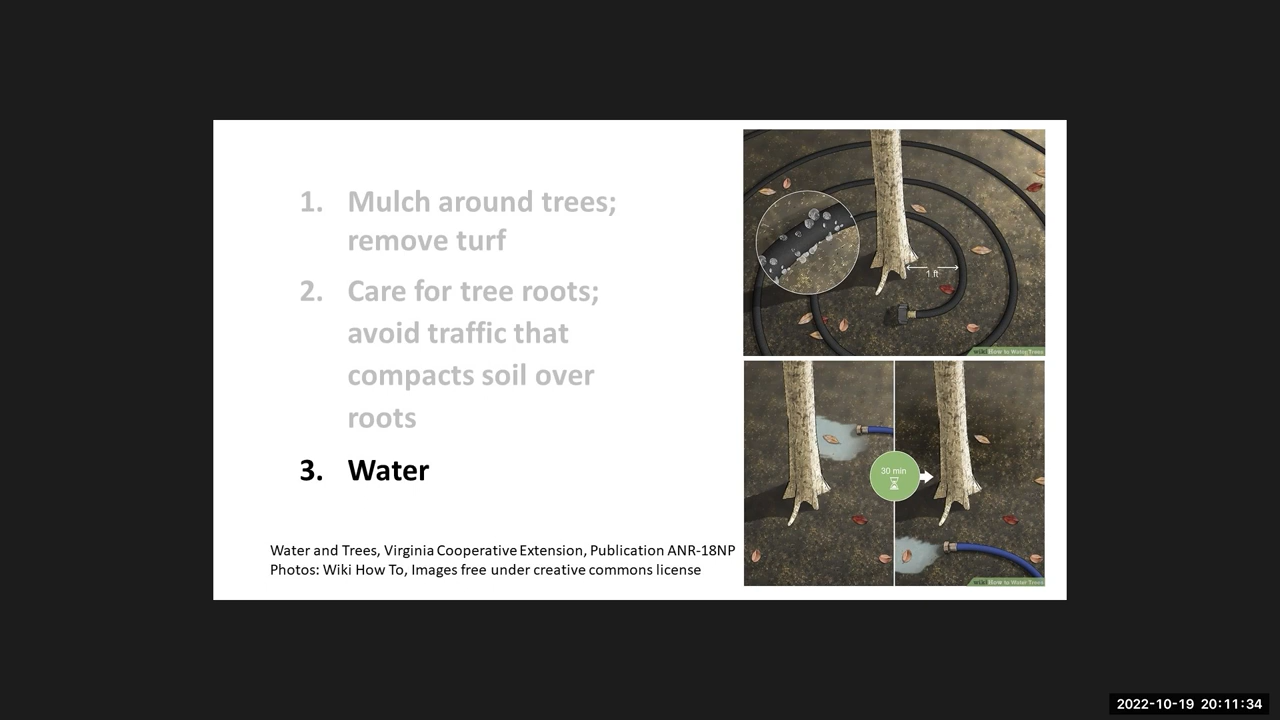 1. Mulch around trees;
remove turf
2. Care for tree roots;
avoid traffic that
compacts soil over
roots
3. Water
Water and Trees, Virginia Cooperative Extension, Publication ANR-18NP
Photos: Wiki How To, Images free under creative commons license
1 ft
wiki How to Water Trees
30 min
wiki How to Water Trees
2022-10-19 20:11:34